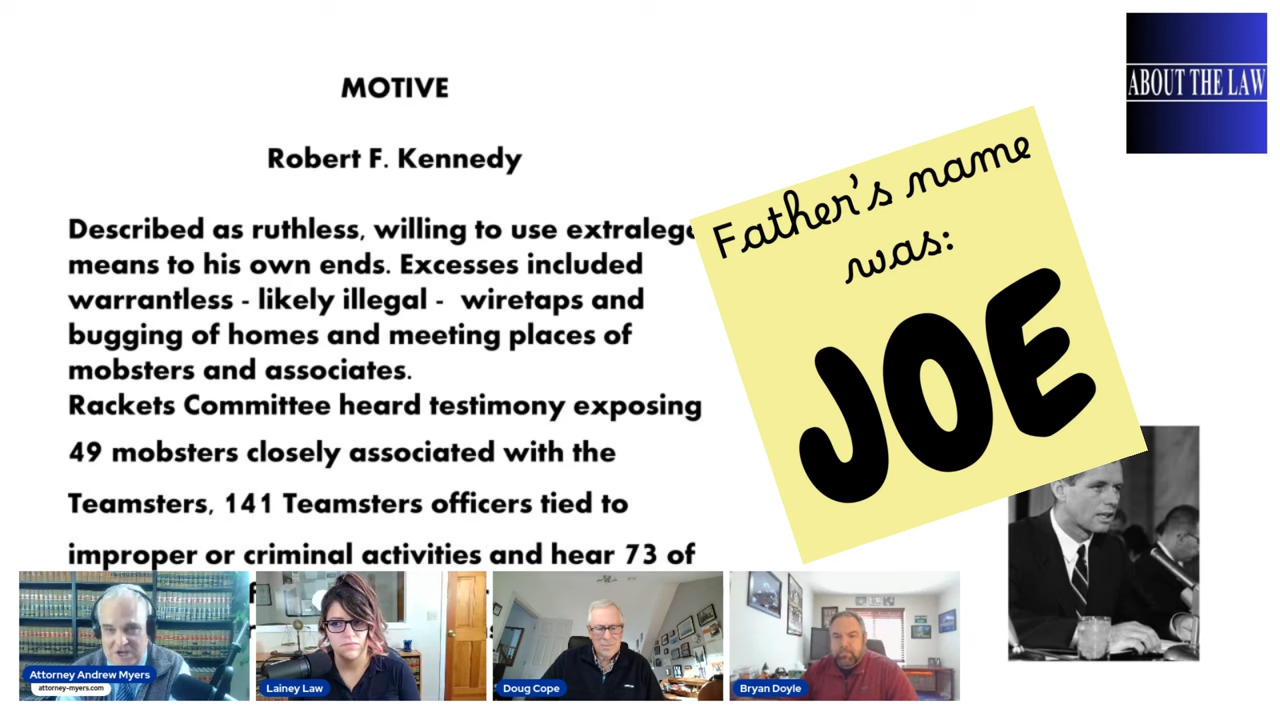 MOTIVE
Robert F. Kennedy
Described as ruthless, willing to use extralega
means to his own ends. Excesses included
warrantless - likely illegal - wiretaps and
bugging of homes and meeting places of
mobsters and associates.
Rackets Committee heard testimony exposing
49 mobsters closely associated with the
Teamsters, 141 Teamsters officers tied to
improper or criminal activities and hear 73 of
Father's name
was:
JOE
ABOUT THE LAW
Attorney Andrew Myers
attorney-myers.com
Lainey Law
Doug Cope
Bryan Doyle